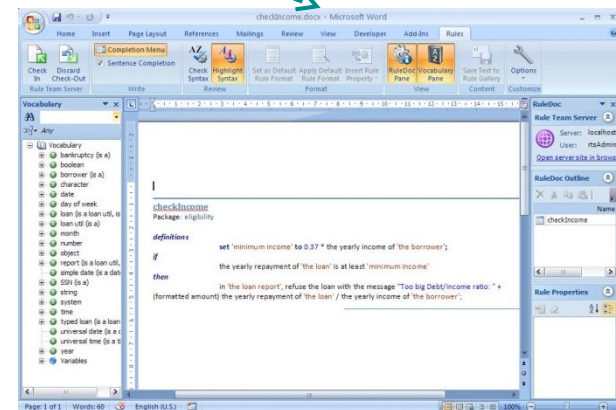 checkIncome.docx - Microsoft Word
Home Insert Page Layout References Mailings Review View Developer Add-Ins Rules
Check In
Discard Check-Out
Rule Team Server
Completion Menu
Sentence Completion
Write
Check Syntax
Highlight Syntax
Review
Set as Default Rule Format
Apply Default Rule Format
Insert Rule Property
Format
RuleDoc Pane
Vocabulary Pane
View
Save Text to Rule Gallery
Content
Options
Customize
Vocabulary
Any
Vocabulary
bankruptcy (is a)
boolean
borrower (is a)
character
date
day of week
loan (is a loan util, is
loan util (is a)
month
number
object
report (is a loan util,
simple date (is a dat
SSN (is a)
string
system
time
typed loan (is a loan
universal date (is a
universal time (is a t
year
Variables
checkIncome
Package: eligibility
definitions
set 'minimum income' to 0.37 * the yearly income of 'the borrower';
if
the yearly repayment of 'the loan' is at least 'minimum income'
then
in 'the loan report', refuse the loan with the message "Too big Debt/Income ratio: " +
(formatted amount) the yearly repayment of 'the loan' / the yearly income of 'the borrower';
RuleDoc
Rule Team Server
Server: localhost
User: rtsAdmin
Open server site in brows
RuleDoc Outline
Name
checkIncome
Rule Properties
Page: 1 of 1 Words: 60 English (U.S.) 100%